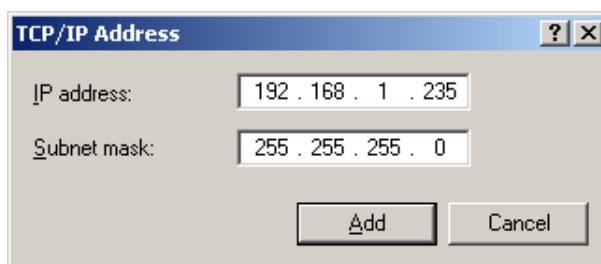 TCP/IP Address
IP address: 192 . 168 . 1 . 235
Subnet mask: 255 . 255 . 255 . 0
Add Cancel